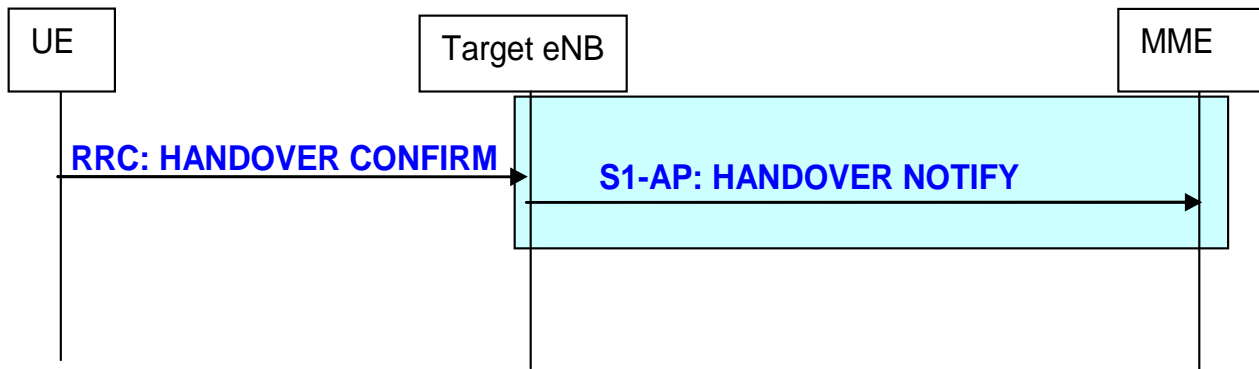 UE
Target eNB
MME
RRC: HANDOVER CONFIRM
S1-AP: HANDOVER NOTIFY